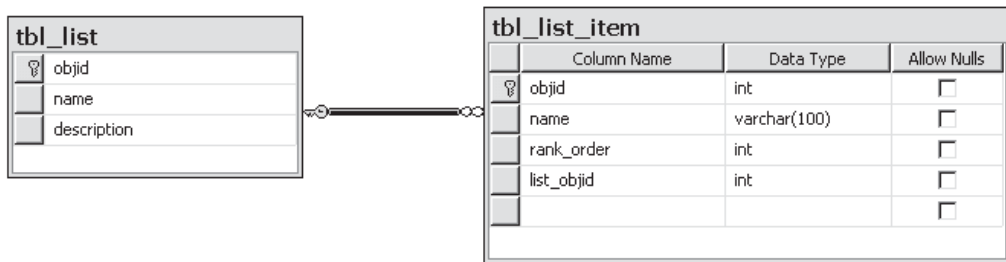 tbl_list
objid
name
description
tbl_list_item
Column Name Data Type Allow Nulls
objid int
name varchar(100)
rank_order int
list_objid int